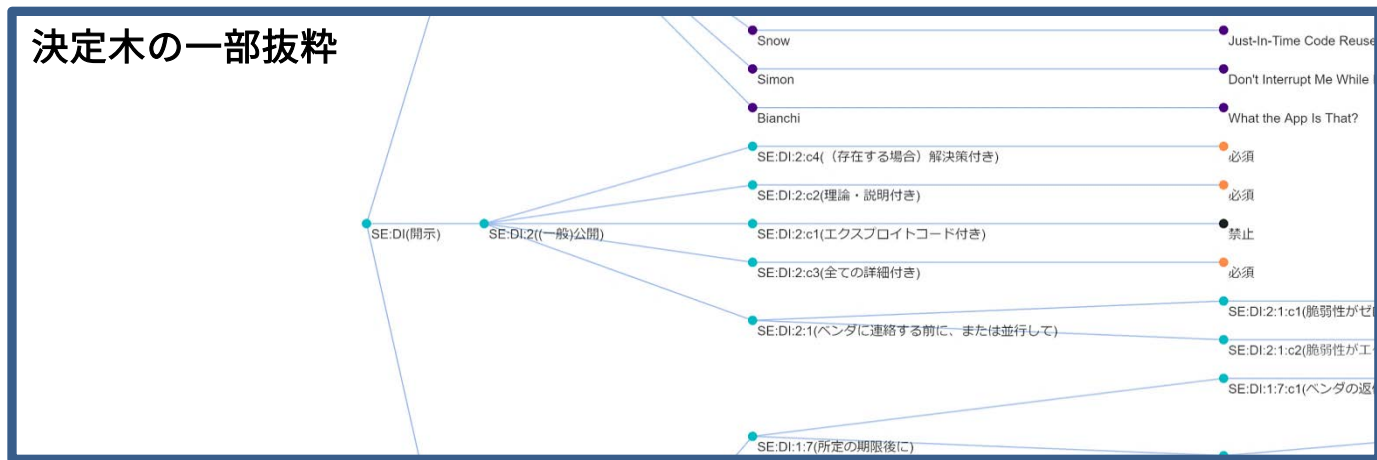 決定木の一部抜粋
Snow
Just-In-Time Code Reuse
Simon
Don't Interrupt Me While
Bianchi
What the App Is That?
SE:DI:2:c4(（存在する場合）解決策付き)
必須
SE:DI:2:c2(理論・説明付き)
必須
SE:DI(開示)
SE:DI:2((一般)公開)
SE:DI:2:c1(エクスプロイトコード付き)
禁止
SE:DI:2:c3(全ての詳細付き)
必須
SE:DI:2:1:c1(脆弱性がゼ
SE:DI:2:1(ベンダに連絡する前に、または並行して)
SE:DI:2:1:c2(脆弱性がエ
SE:DI:1:7:c1(ベンダの返
SE:DI:1:7(所定の期限後に)